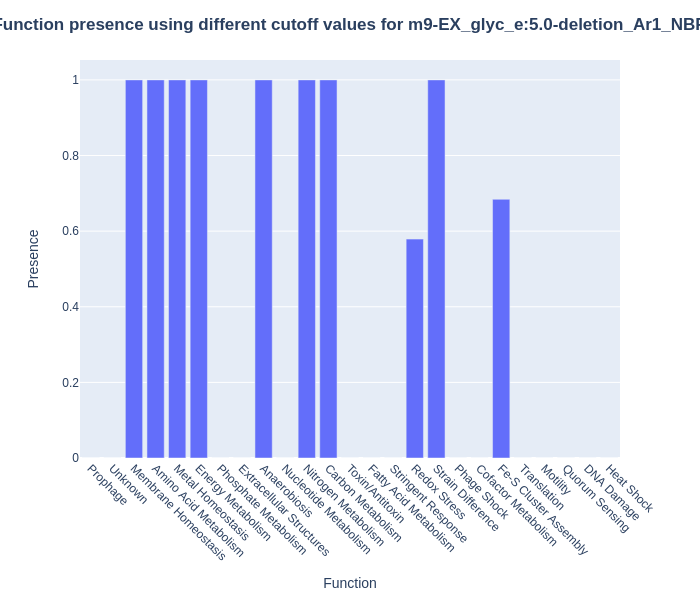 Function presence using different cutoff values for m9-EX_glyc_e:5.0-deletion_Ar1_NBR
Presence
1
0.8
0.6
0.4
0.2
0
Prophage
Unknown
Membrane Homeostasis
Amino Acid Metabolism
Metal Homeostasis
Energy Metabolism
Phosphate Metabolism
Extracellular Structures
Anaerobiosis
Nucleotide Metabolism
Nitrogen Metabolism
Carbon Metabolism
Toxin/Antitoxin
Fatty Acid Metabolism
Stringent Response
Redox Stress
Strain Difference
Phage Shock
Cofactor Metabolism
Fe-S Cluster Assembly
Translation
Motility
Quorum Sensing
DNA Damage
Heat Shock
Function